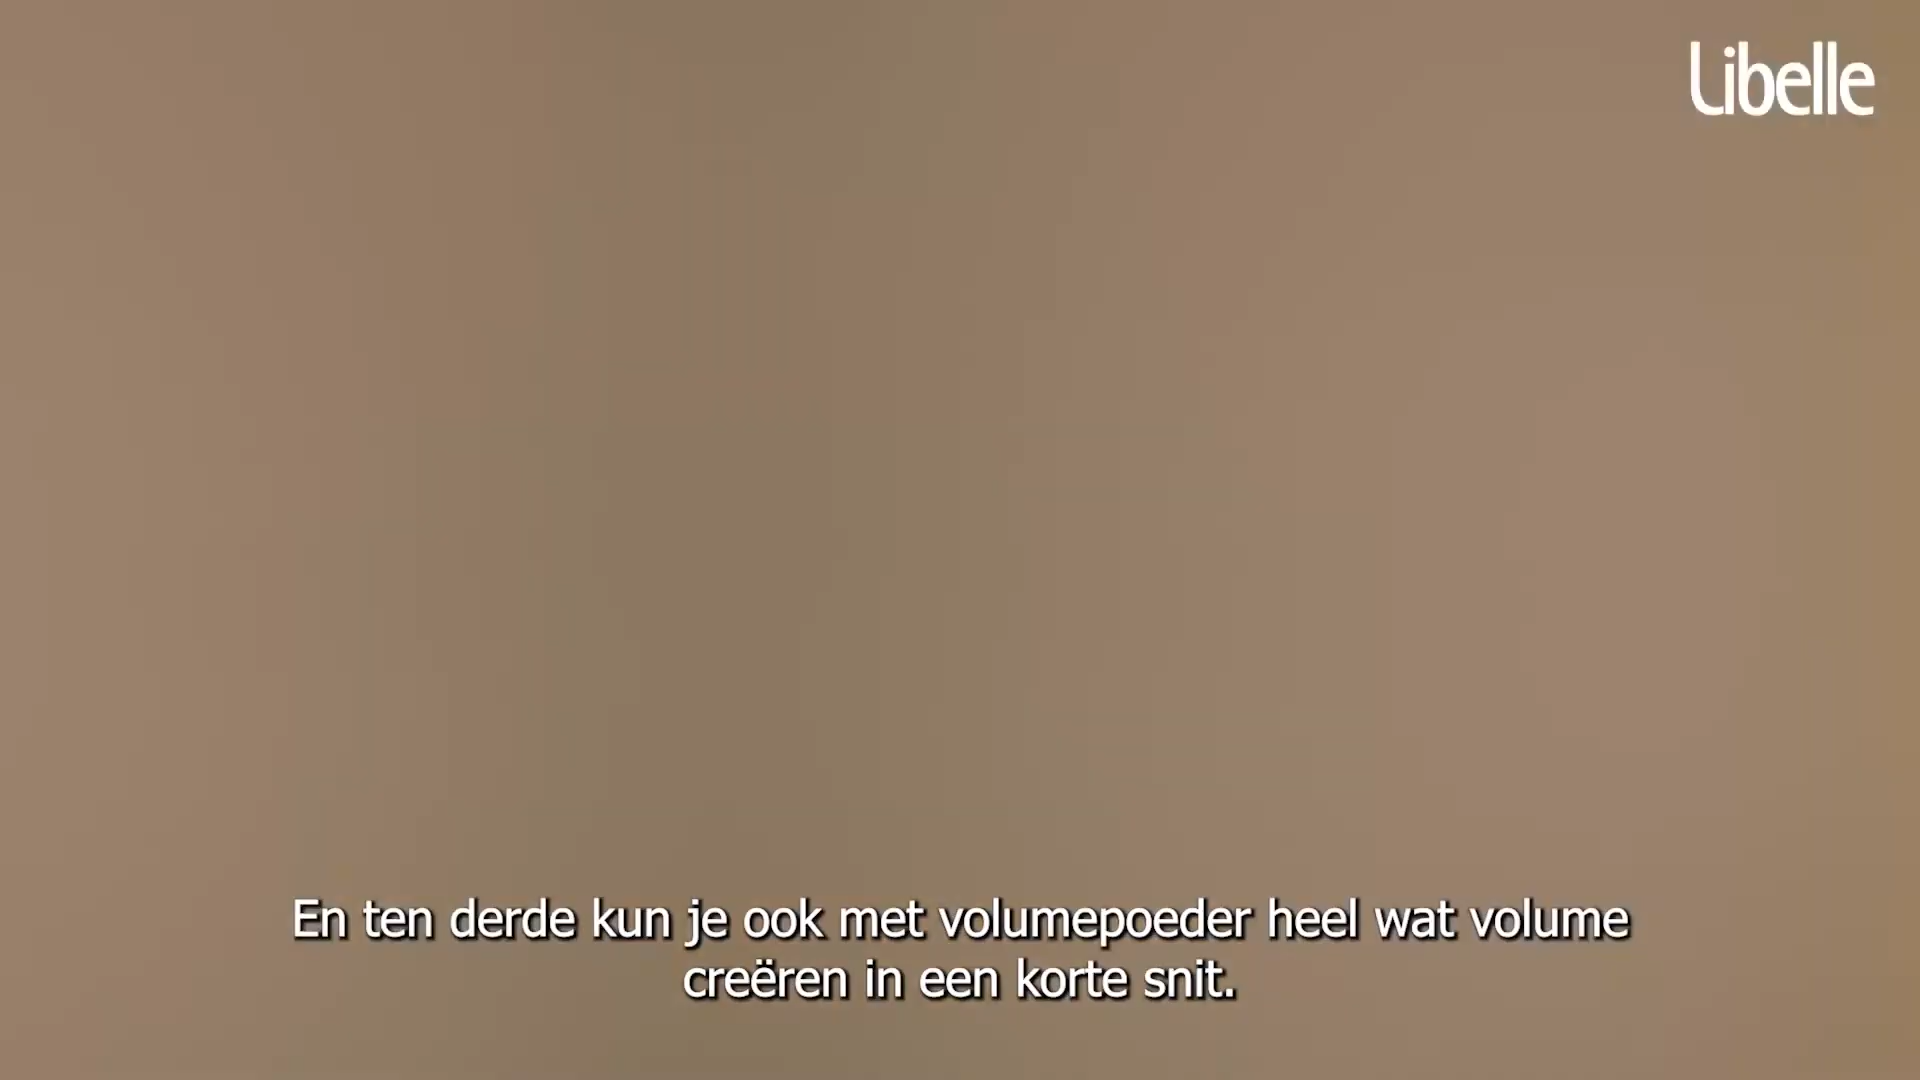 Libelle
En ten derde kun je ook met volumepoeder heel wat volume
creëren in een korte snit.